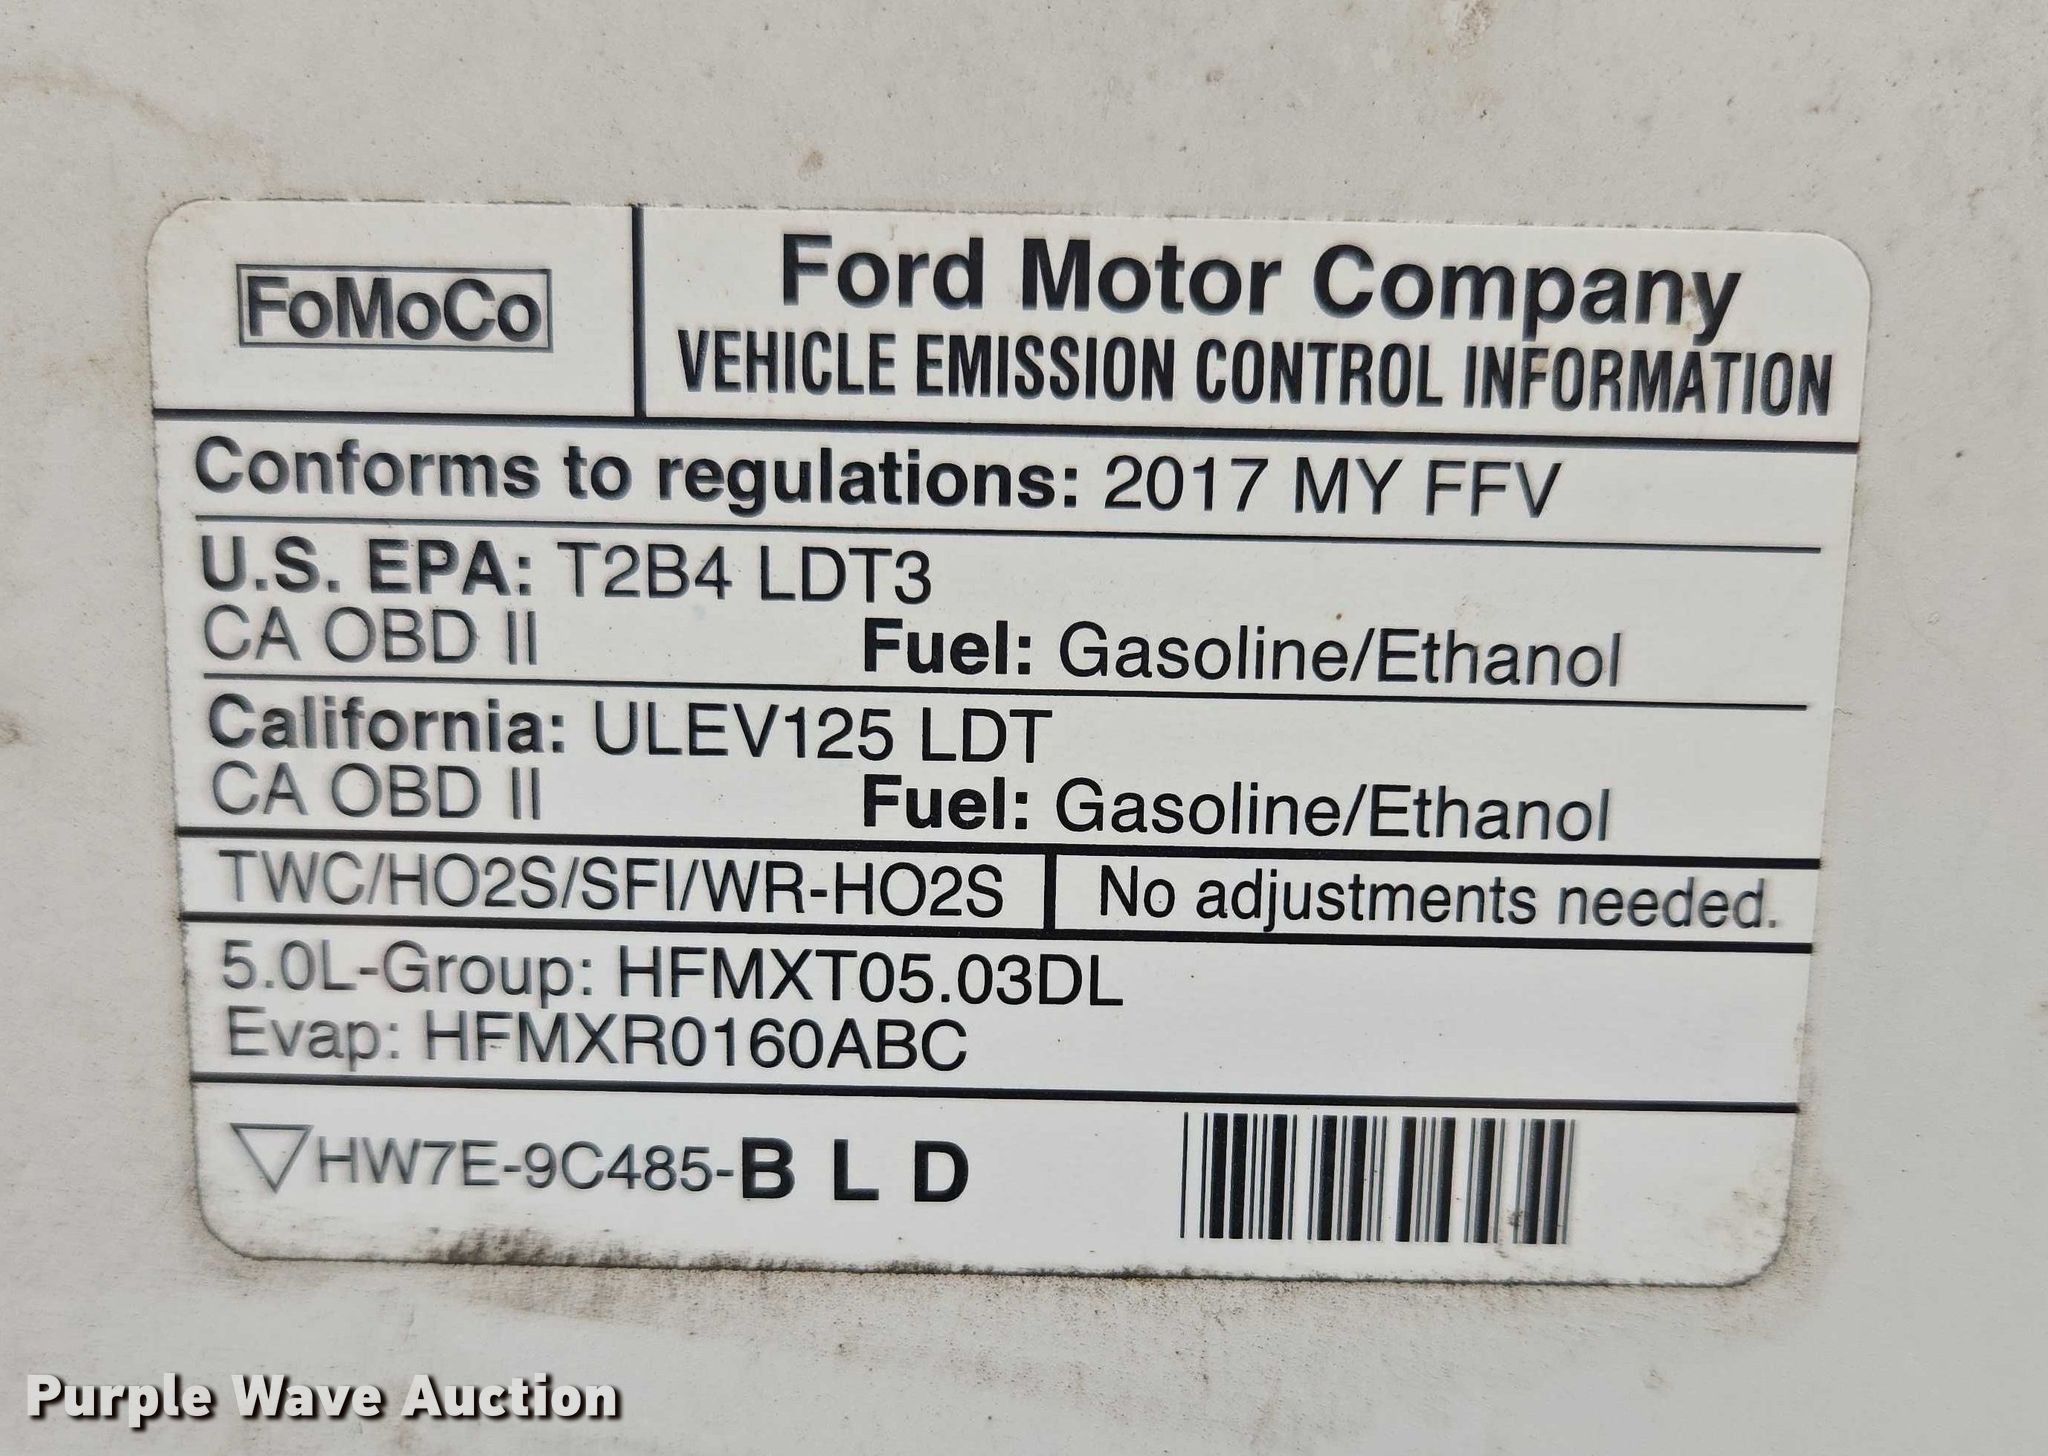 FoMoCo
Ford Motor Company
VEHICLE EMISSION CONTROL INFORMATION
Conforms to regulations: 2017 MY FFV
U.S. EPA: T2B4 LDT3
CA OBD II Fuel: Gasoline/Ethanol
California: ULEV125 LDT
CA OBD II Fuel: Gasoline/Ethanol
TWC/HO2S/SFI/WR-HO2S No adjustments needed.
5.0L-Group: HFMXT05.03DL
Evap: HFMXR0160ABC
HW7E-9C485-B L D
Purple Wave Auction